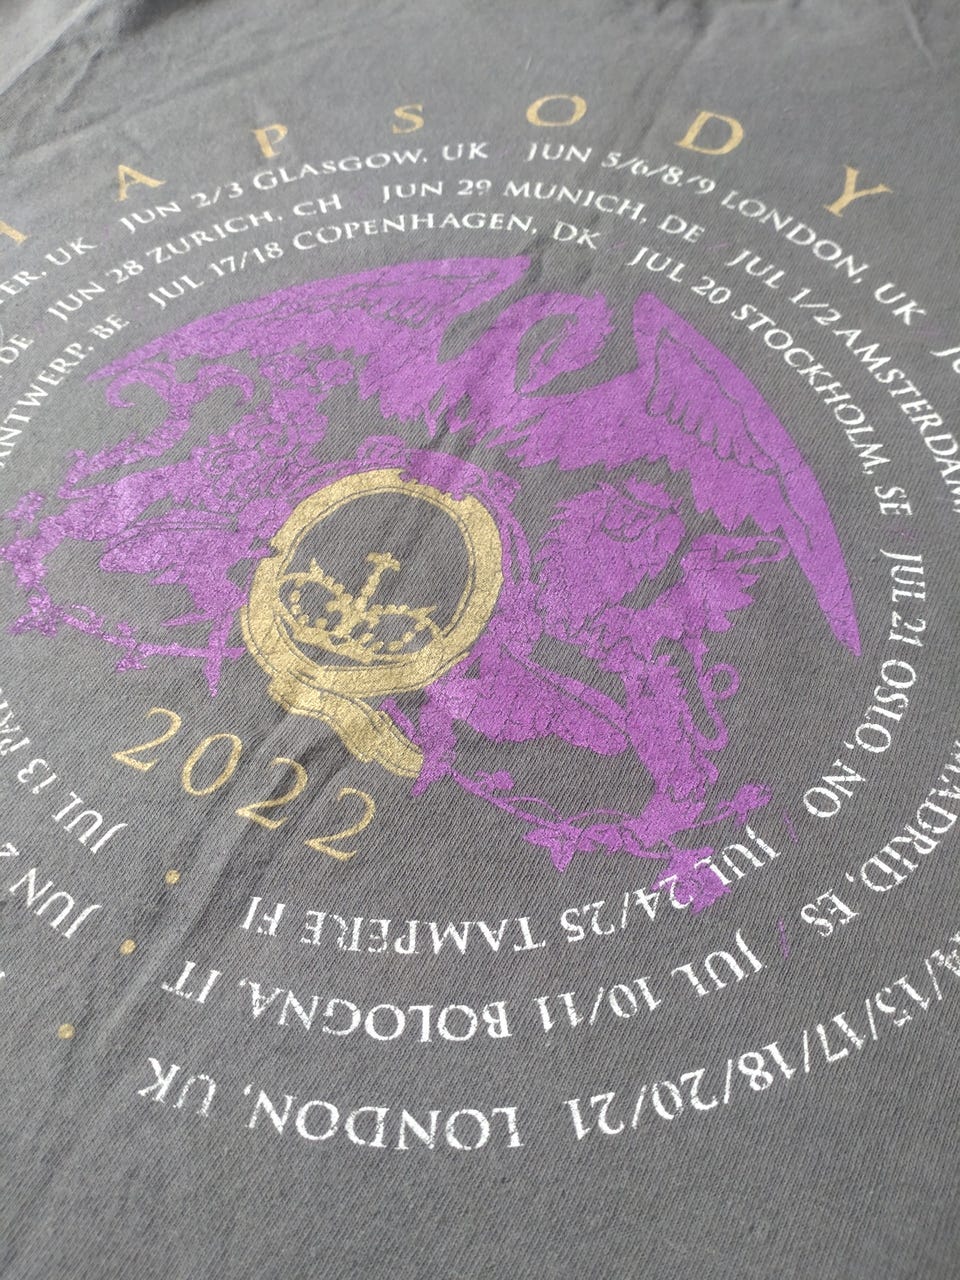 APSODY
UK JUN 2/3 GLASGOW, UK JUN 5/6/8/9 LONDON, UK
15/17/18/20/21 LONDON, UK
DE JUN 28 ZURICH, CH JUN 29 MUNICH, DE JUL 1/2 AMSTERDAM,
MADRID, ES JUL 10/11 BOLOGNA, IT
JUN
ANTWERP, BE JUL 17/18 COPENHAGEN, DK JUL 20 STOCKHOLM, SE JUL 21 OSLO, NO JUL 24/25 TAMPERE FI
JUL 13
2022